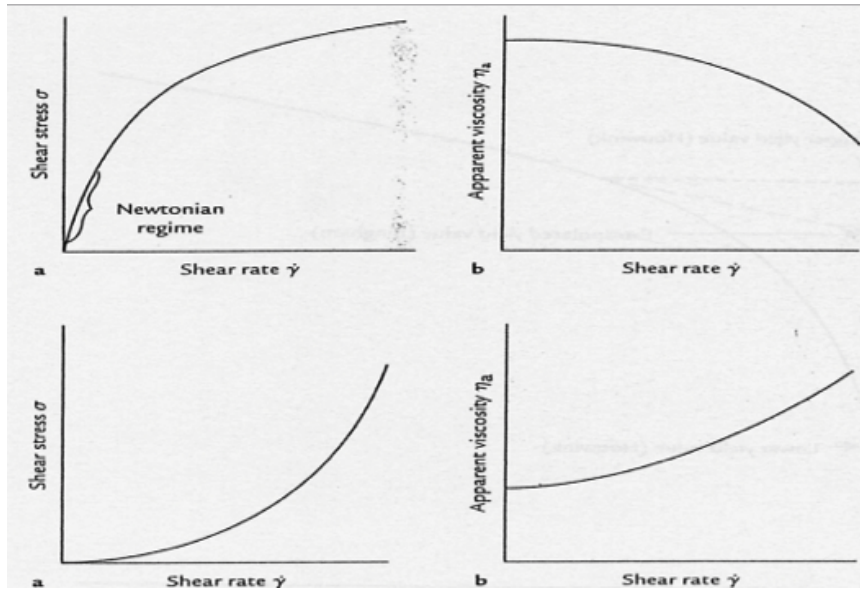 Shear stress σ
Newtonian
regime
a
Shear rate γ̇
Apparent viscosity ηa
b
Shear rate γ̇
Shear stress σ
a
Shear rate γ̇
Apparent viscosity ηa
b
Shear rate γ̇